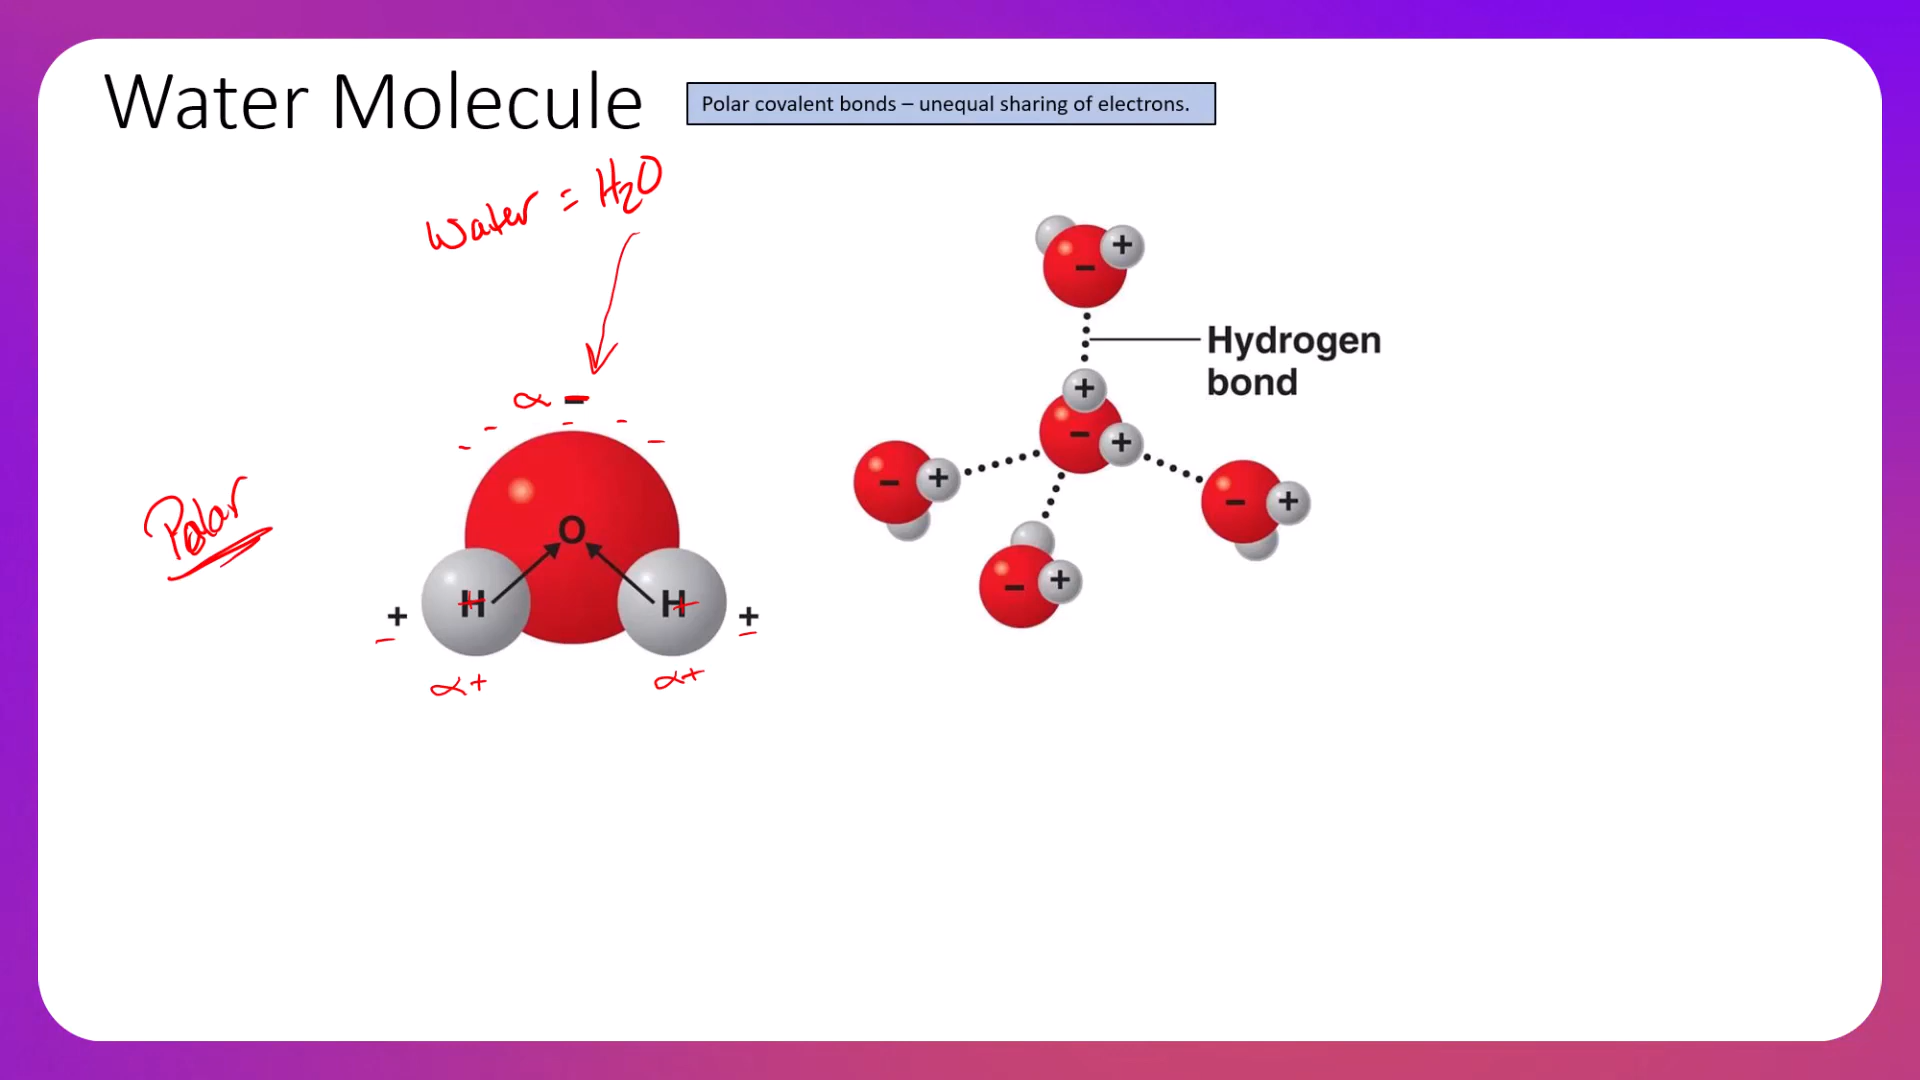 Water Molecule
Polar covalent bonds – unequal sharing of electrons.
Water = H2O
α –
Polar
O
H H
+ +
α+ α+
+
–
Hydrogen
bond
+
–
+
– +
– +
– +